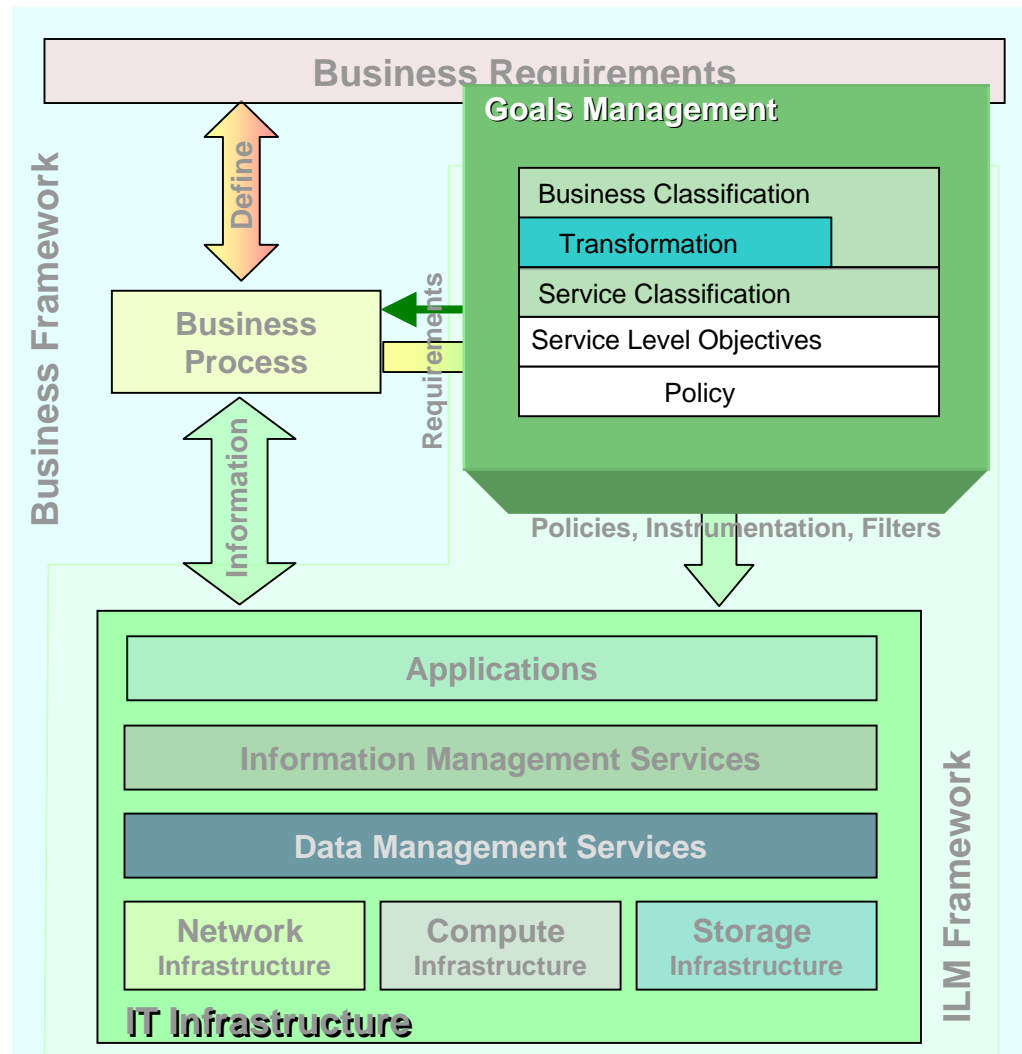 Business Requirements
Goals Management
Business Framework
Define
Business Classification
Transformation
Service Classification
Service Level Objectives
Policy
Business
Process
Requirements
Information
Policies, Instrumentation, Filters
Applications
Information Management Services
Data Management Services
Network
Infrastructure
Compute
Infrastructure
Storage
Infrastructure
IT Infrastructure
ILM Framework